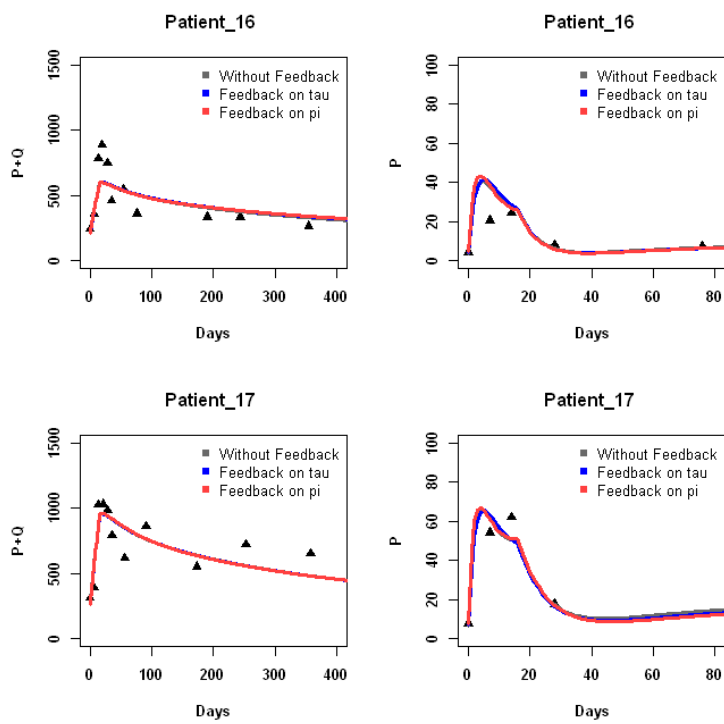 Patient_16
P+Q
1500
1000
500
0
Without Feedback
Feedback on tau
Feedback on pi
0 100 200 300 400
Days
Patient_16
P
100
80
60
40
20
0
Without Feedback
Feedback on tau
Feedback on pi
0 20 40 60 80
Days
Patient_17
P+Q
1500
1000
500
0
Without Feedback
Feedback on tau
Feedback on pi
0 100 200 300 400
Days
Patient_17
P
100
80
60
40
20
0
Without Feedback
Feedback on tau
Feedback on pi
0 20 40 60 80
Days